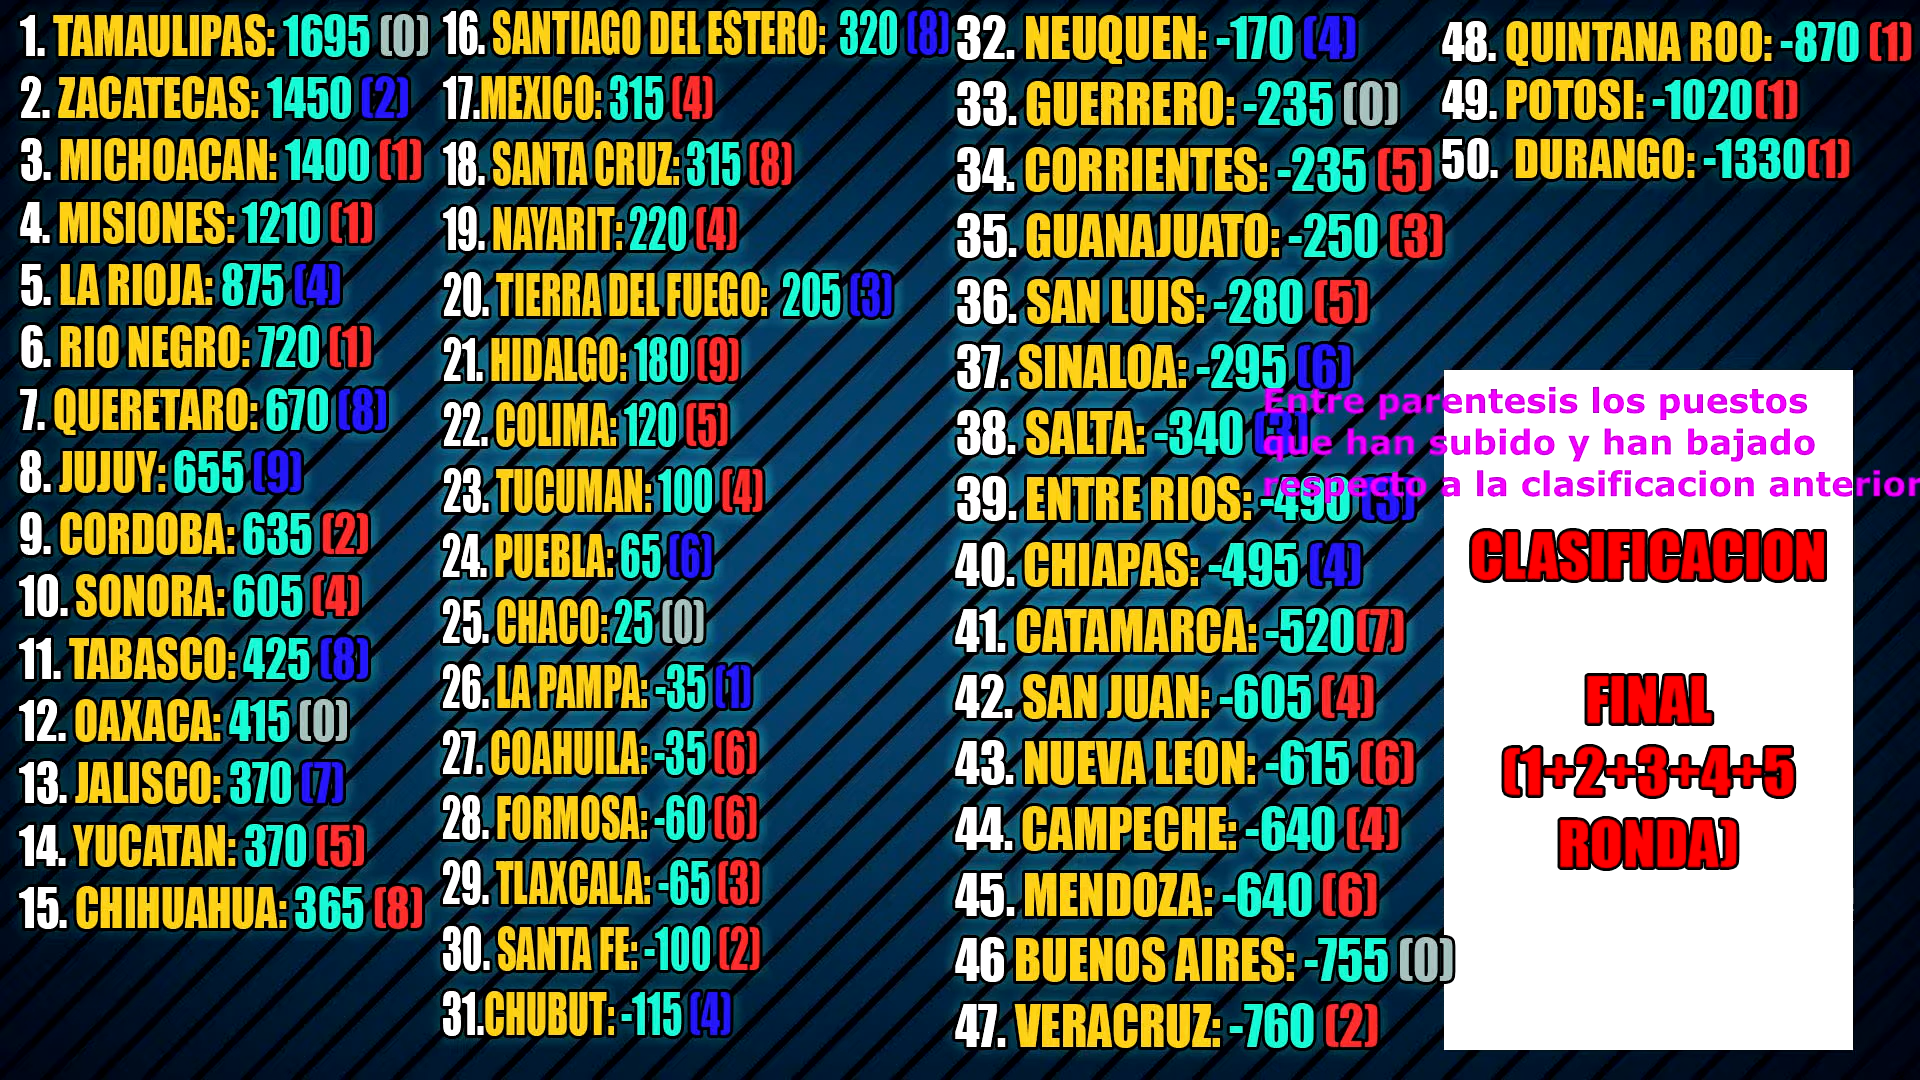 1. TAMAULIPAS: 1695 (0)
2. ZACATECAS: 1450 (2)
3. MICHOACAN: 1400 (1)
4. MISIONES: 1210 (1)
5. LA RIOJA: 875 (4)
6. RIO NEGRO: 720 (1)
7. QUERETARO: 670 (8)
8. JUJUY: 655 (9)
9. CORDOBA: 635 (2)
10. SONORA: 605 (4)
11. TABASCO: 425 (8)
12. OAXACA: 415 (0)
13. JALISCO: 370 (7)
14. YUCATAN: 370 (5)
15. CHIHUAHUA: 365 (8)
16. SANTIAGO DEL ESTERO: 320 (8)
17.MEXICO: 315 (4)
18. SANTA CRUZ: 315 (8)
19. NAYARIT: 220 (4)
20. TIERRA DEL FUEGO: 205 (3)
21. HIDALGO: 180 (9)
22. COLIMA: 120 (5)
23. TUCUMAN: 100 (4)
24. PUEBLA: 65 (6)
25. CHACO: 25 (0)
26. LA PAMPA: -35 (1)
27. COAHUILA: -35 (6)
28. FORMOSA: -60 (6)
29. TLAXCALA: -65 (3)
30. SANTA FE: -100 (2)
31.CHUBUT: -115 (4)
32. NEUQUEN: -170 (4)
33. GUERRERO: -235 (0)
34. CORRIENTES: -235 (5)
35. GUANAJUATO: -250 (3)
36. SAN LUIS: -280 (5)
37. SINALOA: -295 (6)
38. SALTA: -340 (3)
39. ENTRE RIOS: -490
40. CHIAPAS: -495 (4)
41. CATAMARCA: -520(7)
42. SAN JUAN: -605 (4)
43. NUEVA LEON: -615 (6)
44. CAMPECHE: -640 (4)
45. MENDOZA: -640 (6)
46 BUENOS AIRES: -755 (0)
47. VERACRUZ: -760 (2)
48. QUINTANA ROO: -870 (1)
49. POTOSI: -1020(1)
50. DURANGO: -1330(1)
Entre parentesis los puestos
que han subido y han bajado
respecto a la clasificacion anterior
CLASIFICACION
FINAL
(1+2+3+4+5
RONDA)